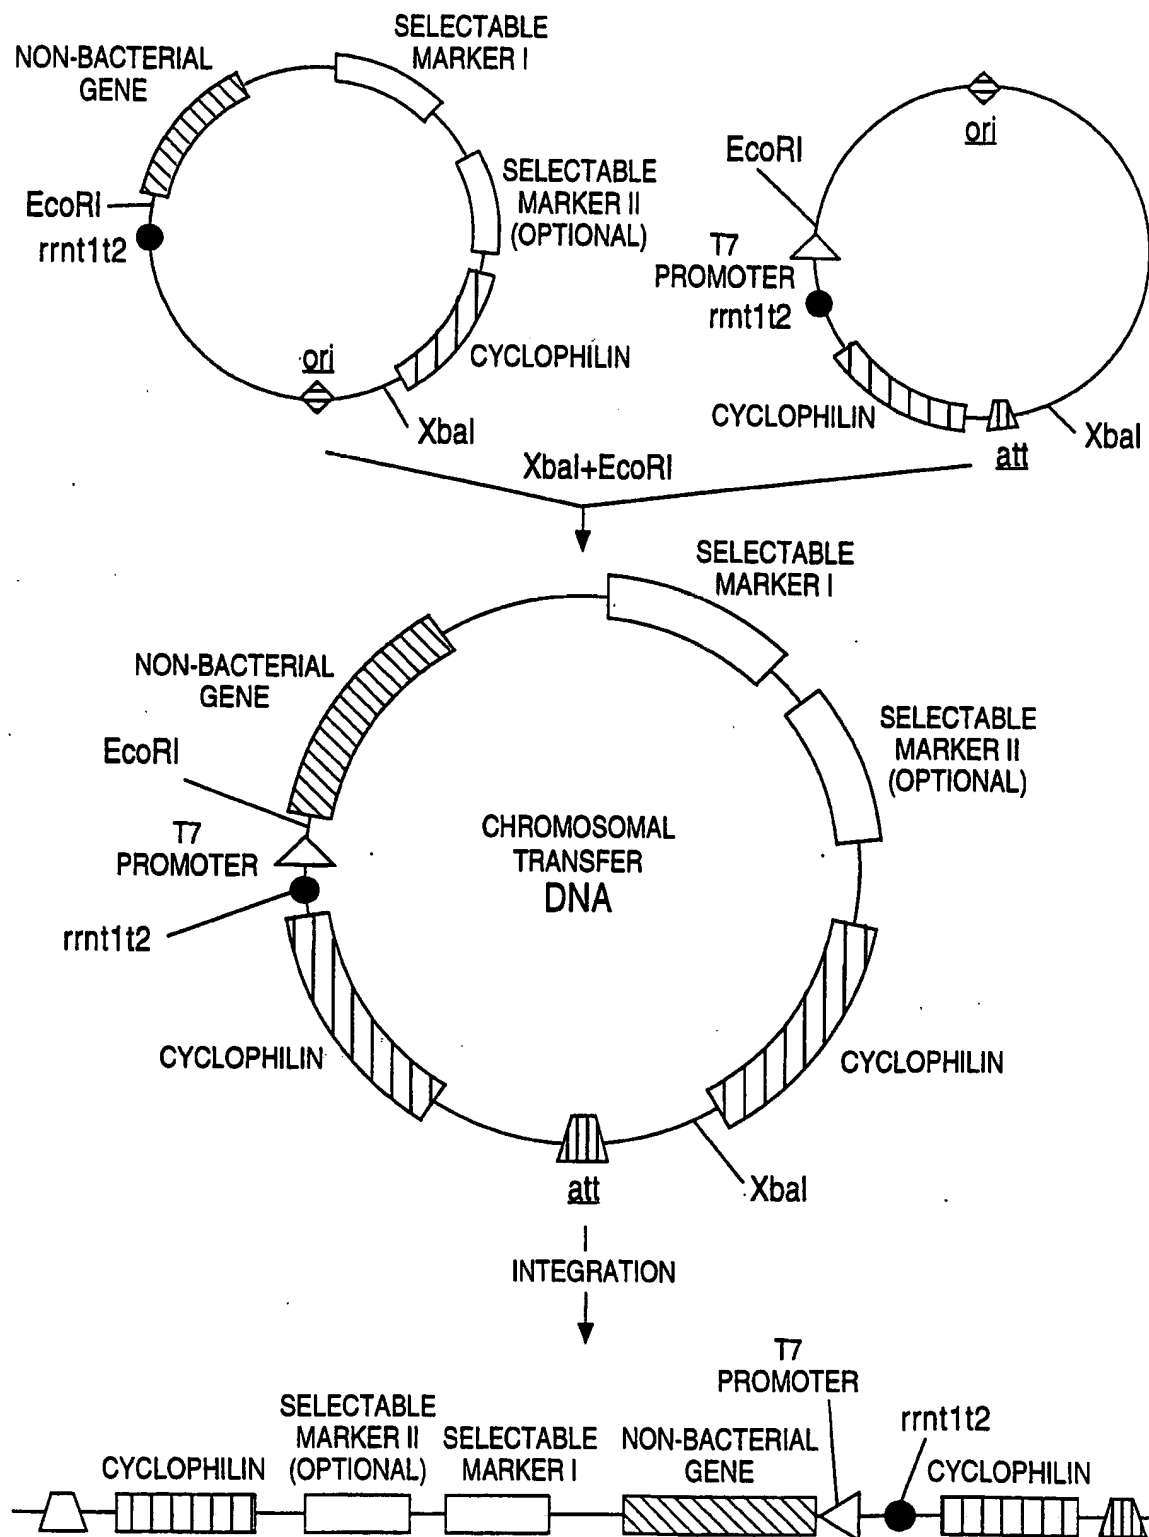 SELECTABLE
MARKER I
NON-BACTERIAL
GENE
EcoRI
rrnt1t2
SELECTABLE
MARKER II
(OPTIONAL)
CYCLOPHILIN
ori
XbaI
ori
EcoRI
T7
PROMOTER
rrnt1t2
CYCLOPHILIN
att
XbaI
XbaI+EcoRI
SELECTABLE
MARKER I
NON-BACTERIAL
GENE
SELECTABLE
MARKER II
(OPTIONAL)
EcoRI
T7
PROMOTER
CHROMOSOMAL
TRANSFER
DNA
rrnt1t2
CYCLOPHILIN
CYCLOPHILIN
att
XbaI
INTEGRATION
T7
PROMOTER
rrnt1t2
CYCLOPHILIN
SELECTABLE
MARKER II
(OPTIONAL)
SELECTABLE
MARKER I
NON-BACTERIAL
GENE
CYCLOPHILIN